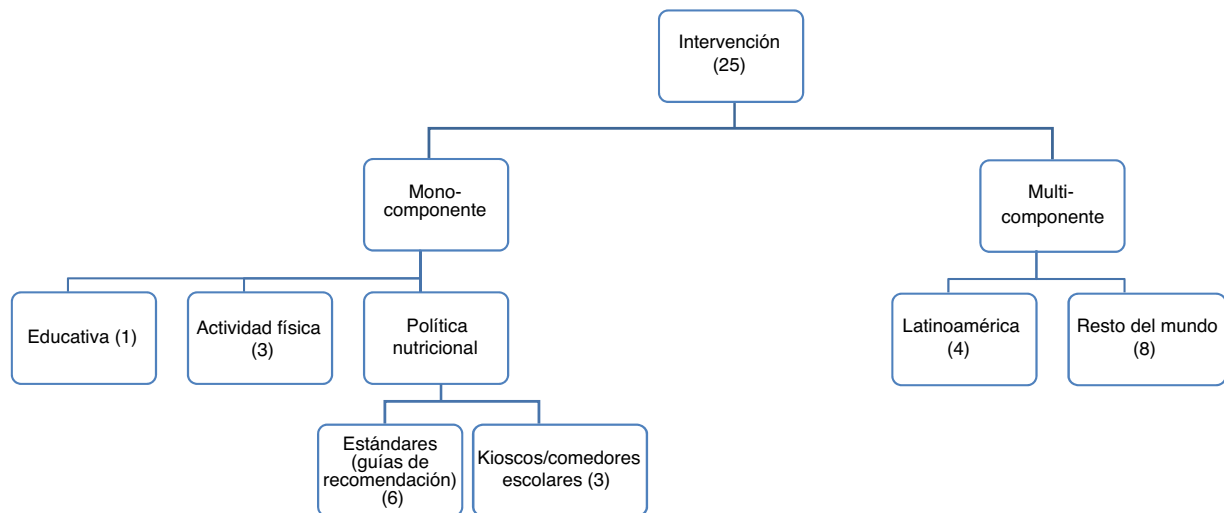 Intervención
(25)
Mono-
componente
Multi-
componente
Educativa (1)
Actividad física
(3)
Política
nutricional
Latinoamérica
(4)
Resto del mundo
(8)
Estándares
(guías de
recomendación)
(6)
Kioscos/comedores
escolares (3)